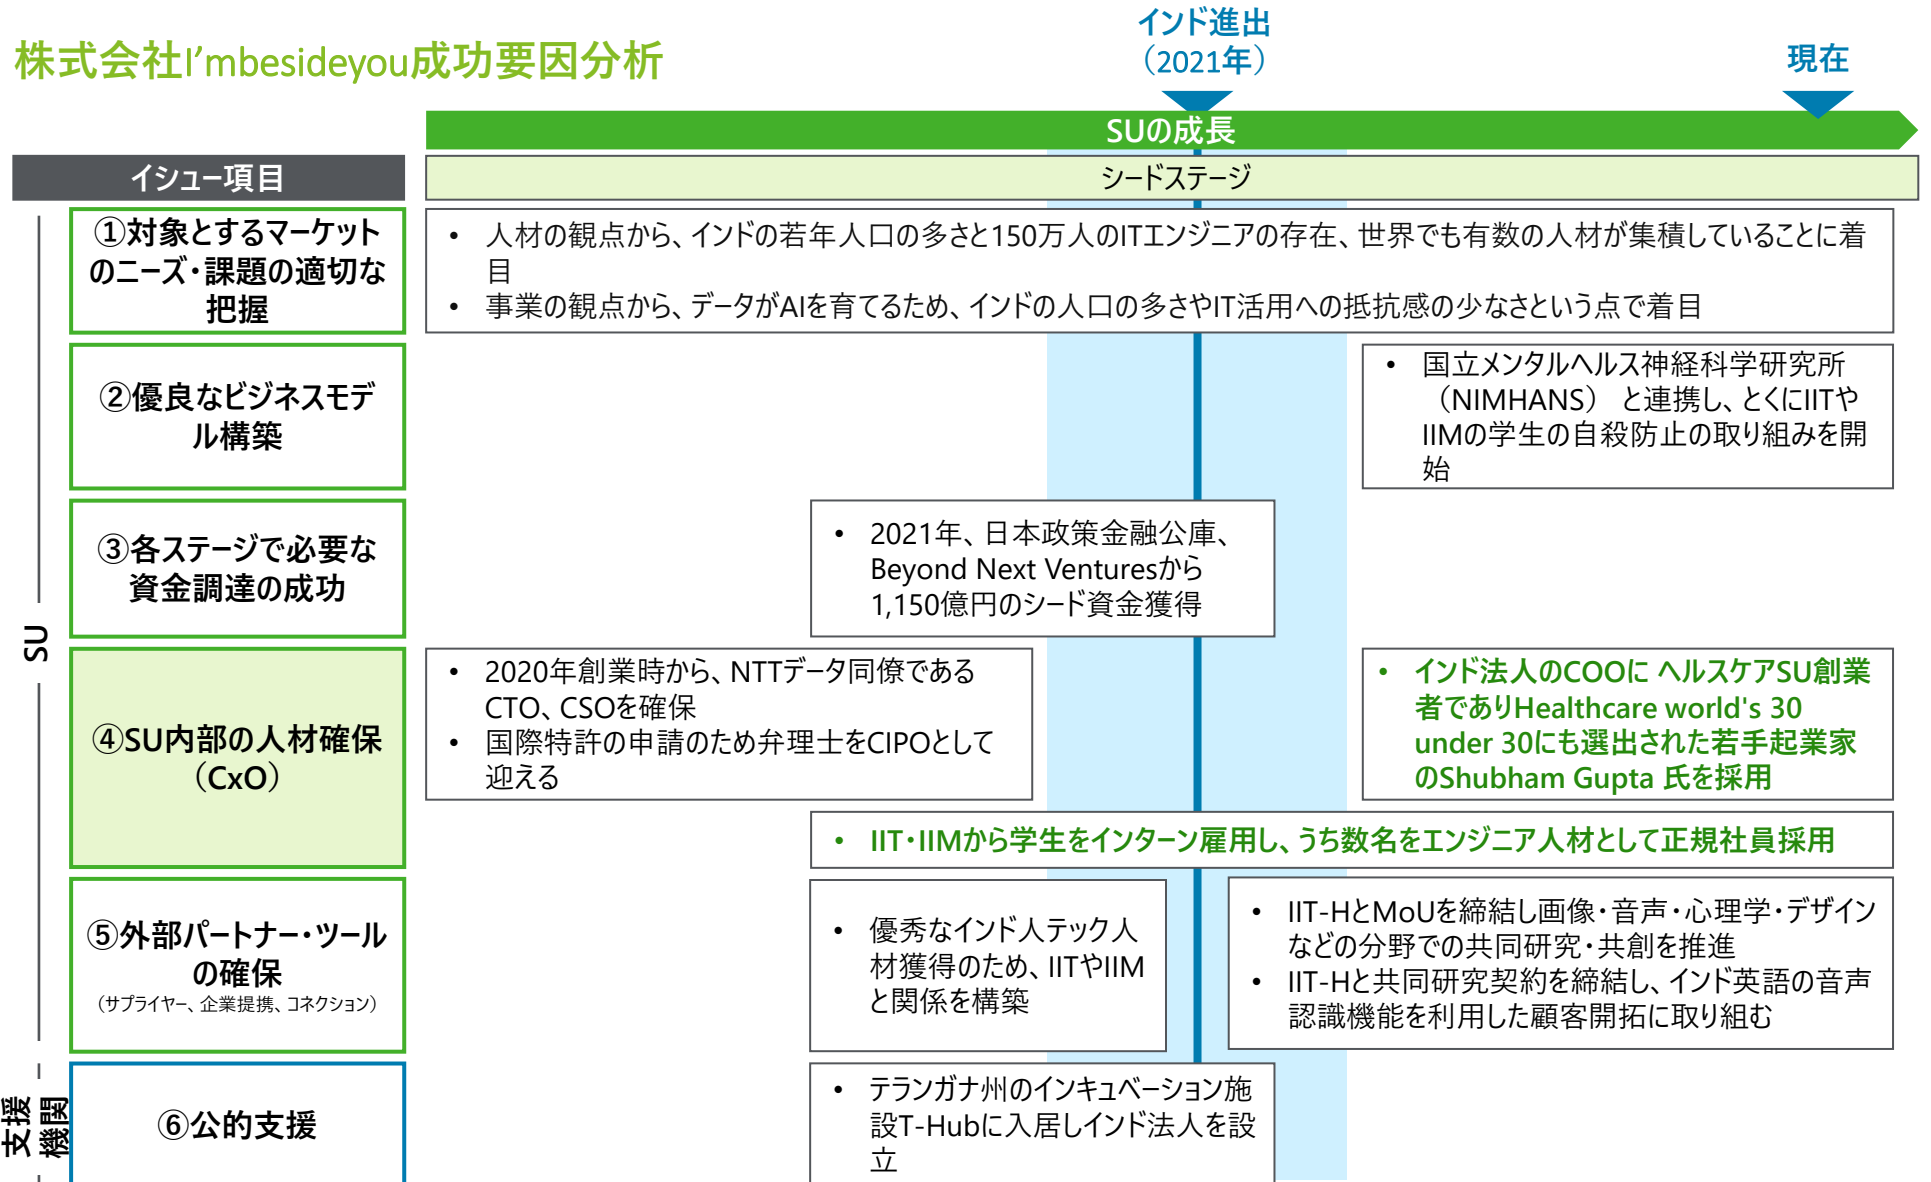 インド進出
（2021年）
株式会社I’mbesideyou成功要因分析
現在
SUの成長
イシュー項目
シードステージ
①対象とするマーケット
のニーズ・課題の適切な
把握
• 人材の観点から、インドの若年人口の多さと150万人のITエンジニアの存在、世界でも有数の人材が集積していることに着
目
• 事業の観点から、データがAIを育てるため、インドの人口の多さやIT活用への抵抗感の少なさという点で着目
②優良なビジネスモデ
ル構築
• 国立メンタルヘルス神経科学研究所
（NIMHANS） と連携し、とくにIITや
IIMの学生の自殺防止の取り組みを開
始
③各ステージで必要な
資金調達の成功
• 2021年、日本政策金融公庫、
Beyond Next Venturesから
1,150億円のシード資金獲得
SU
④SU内部の人材確保
（CxO）
• 2020年創業時から、NTTデータ同僚である
CTO、CSOを確保
• 国際特許の申請のため弁理士をCIPOとして
迎える
• インド法人のCOOに ヘルスケアSU創業
者でありHealthcare world's 30
under 30にも選出された若手起業家
のShubham Gupta 氏を採用
• IIT・IIMから学生をインターン雇用し、うち数名をエンジニア人材として正規社員採用
⑤外部パートナー・ツール
の確保
（サプライヤー、企業提携、コネクション）
• 優秀なインド人テック人
材獲得のため、IITやIIM
と関係を構築
• IIT-HとMoUを締結し画像・音声・心理学・デザイン
などの分野での共同研究・共創を推進
• IIT-Hと共同研究契約を締結し、インド英語の音声
認識機能を利用した顧客開拓に取り組む
支援
機関
⑥公的支援
• テランガナ州のインキュベーション施
設T-Hubに入居しインド法人を設
立